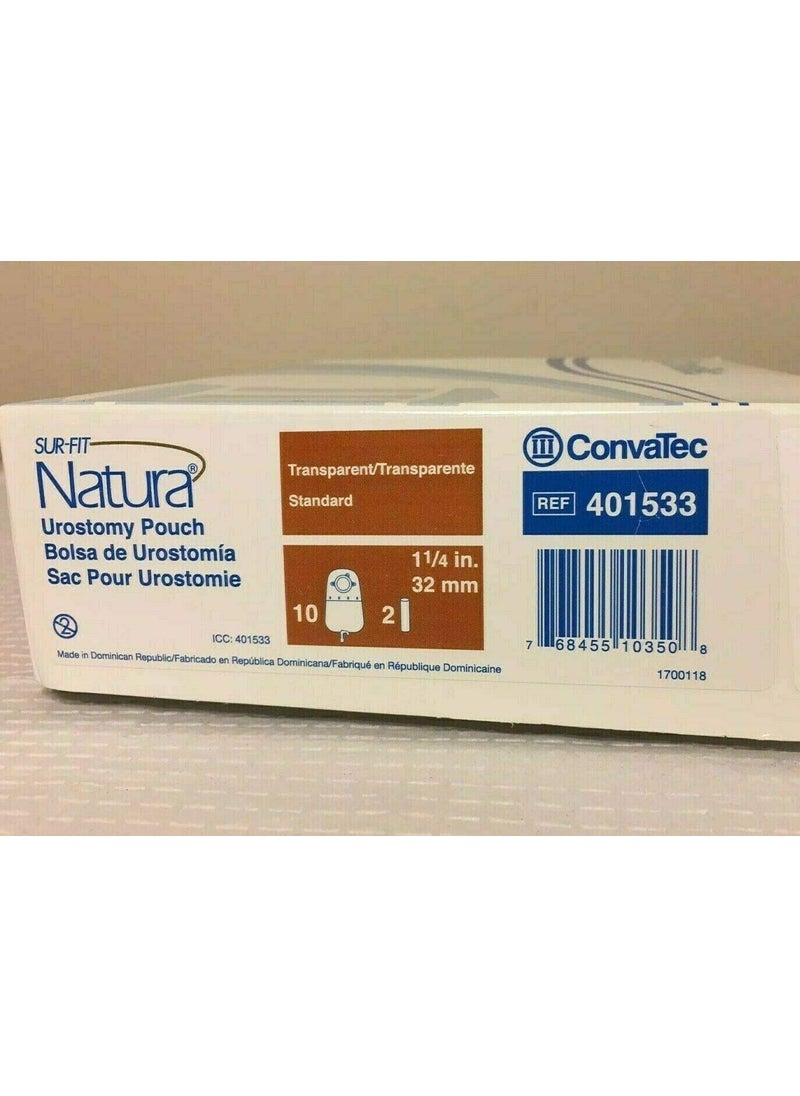 SUR-FIT
Natura®
Urostomy Pouch
Bolsa de Urostomía
Sac Pour Urostomie
ICC: 401533
Made in Dominican Republic/Fabricado en República Dominicana/Fabriqué en République Dominicaine
Transparent/Transparente
Standard
1 1/4 in.
32 mm
10 2
ConvaTec
REF 401533
7 68455 10350 8
1700118